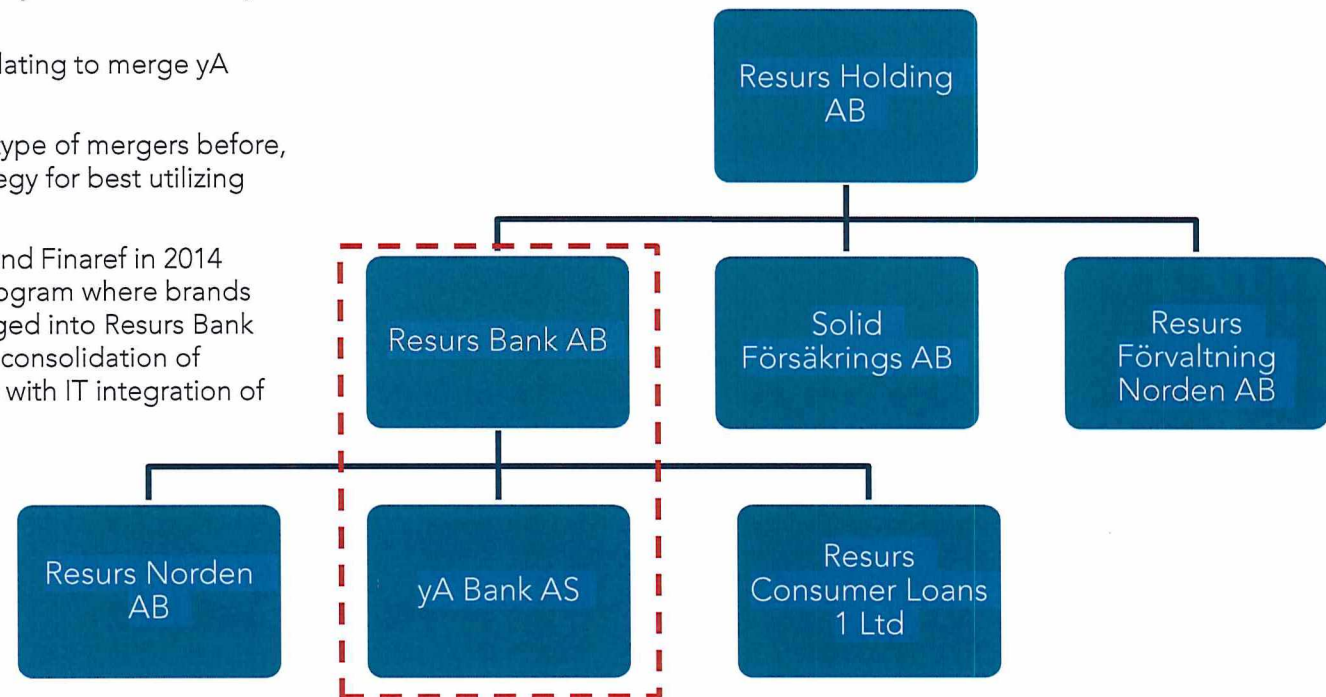 lating to merge yA
type of mergers before,
egy for best utilizing
nd Finaref in 2014
ogram where brands
ged into Resurs Bank
consolidation of
with IT integration of
Resurs Holding
AB
Resurs Bank AB
Solid
Försäkrings AB
Resurs
Förvaltning
Norden AB
Resurs Norden
AB
yA Bank AS
Resurs
Consumer Loans
1 Ltd